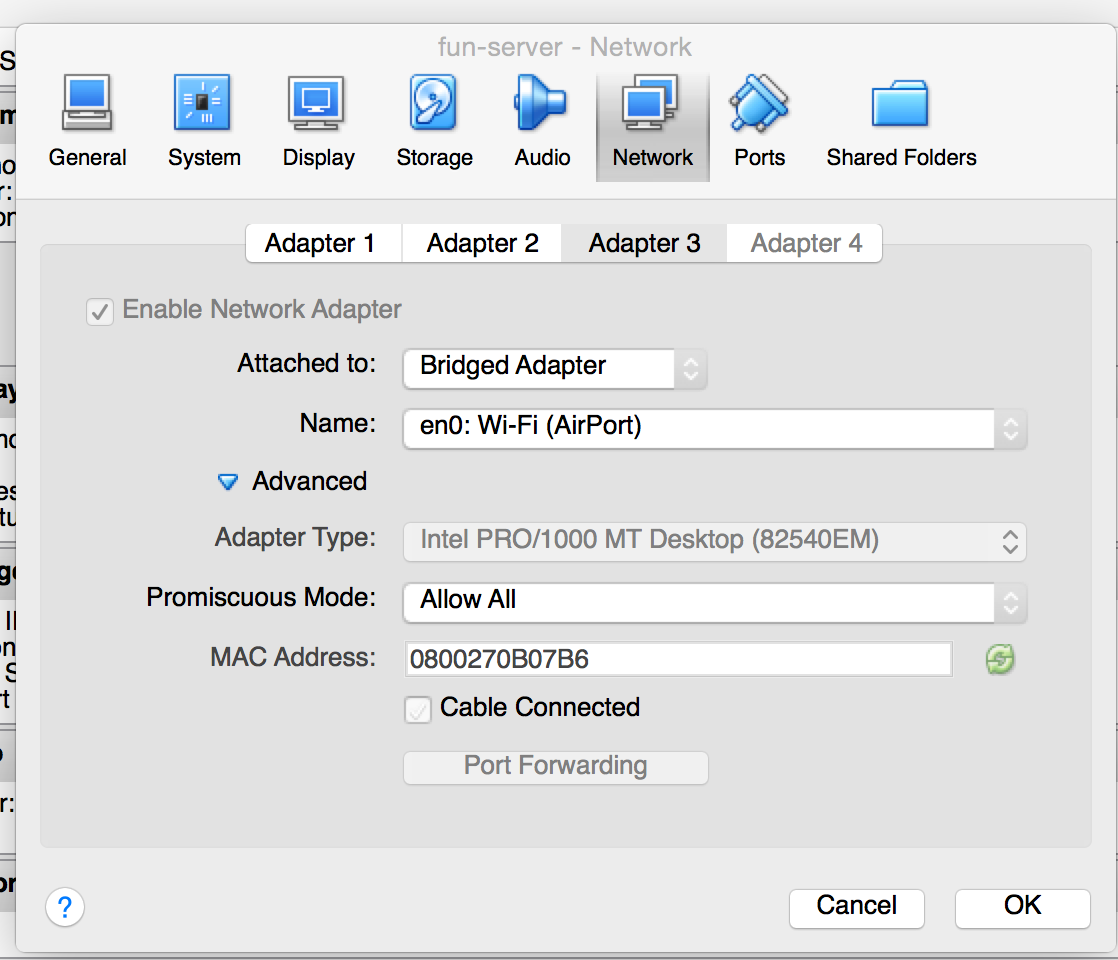 fun-server - Network
General System Display Storage Audio Network Ports Shared Folders
Adapter 1 Adapter 2 Adapter 3 Adapter 4
Enable Network Adapter
Attached to: Bridged Adapter
Name: en0: Wi-Fi (AirPort)
Advanced
Adapter Type: Intel PRO/1000 MT Desktop (82540EM)
Promiscuous Mode: Allow All
MAC Address: 0800270B07B6
Cable Connected
Port Forwarding
? Cancel OK